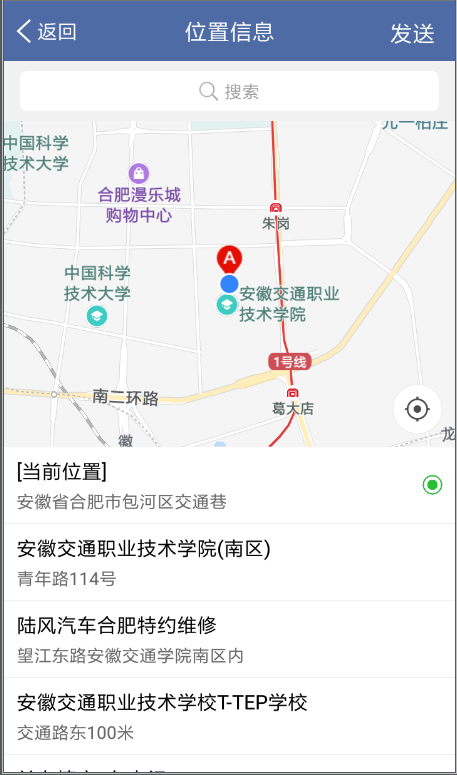 返回
位置信息
发送
搜索
中国科学
技术大学
合肥漫乐城
购物中心
朱岗
A
中国科学
技术大学
安徽交通职业
技术学院
1号线
南二环路
葛大店
徽
龙
[当前位置]
安徽省合肥市包河区交通巷
安徽交通职业技术学院(南区)
青年路114号
陆风汽车合肥特约维修
望江东路安徽交通学院南区内
安徽交通职业技术学校T-TEP学校
交通路东100米